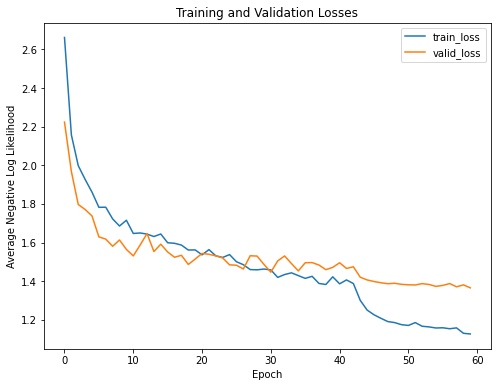 Training and Validation Losses
train_loss
valid_loss
Average Negative Log Likelihood
2.6
2.4
2.2
2.0
1.8
1.6
1.4
1.2
0 10 20 30 40 50 60
Epoch